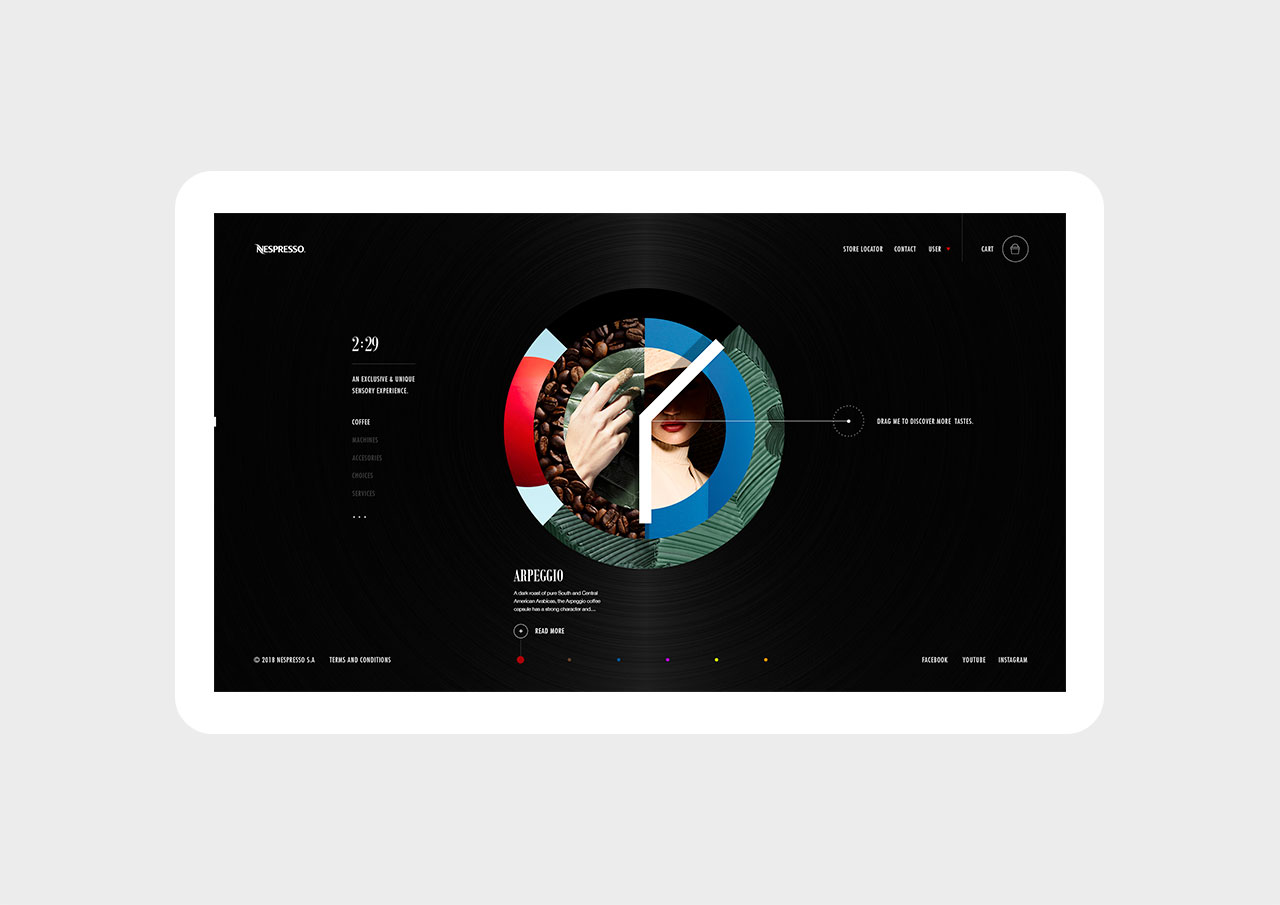 NESPRESSO.
STORE LOCATOR CONTACT USER CART
2:29
AN EXCLUSIVE & UNIQUE
SENSORY EXPERIENCE.
COFFEE
MACHINES
ACCESORIES
CHOICES
SERVICES
DRAG ME TO DISCOVER MORE TASTES.
ARPEGGIO
A dark roast of pure South and Central
American Arabicas, the Arpeggio coffee
capsule has a strong character and....
READ MORE
© 2018 NESPRESSO S.A TERMS AND CONDITIONS
FACEBOOK YOUTUBE INSTAGRAM